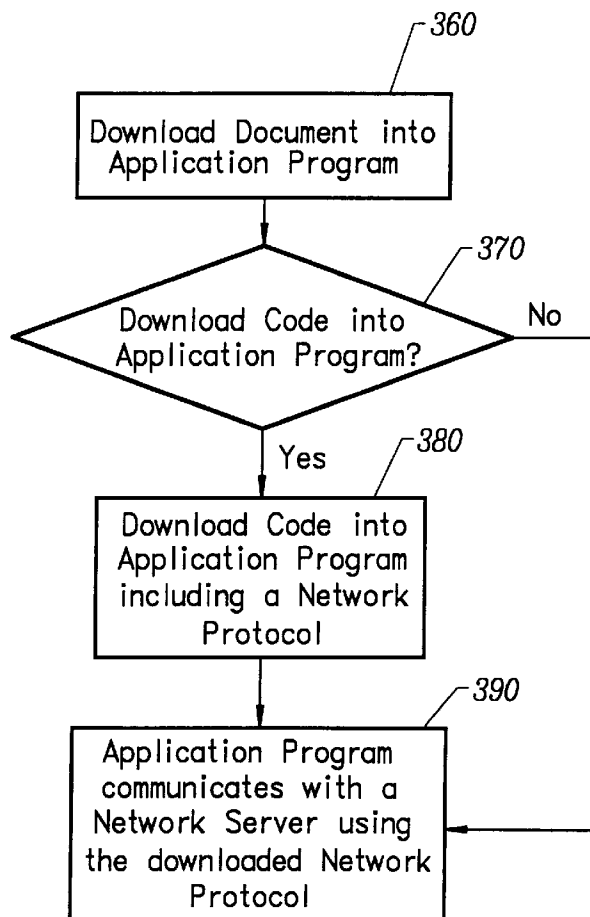 360
Download Document into
Application Program
370
Download Code into
Application Program?
No
Yes
380
Download Code into
Application Program
including a Network
Protocol
390
Application Program
communicates with a
Network Server using
the downloaded Network
Protocol